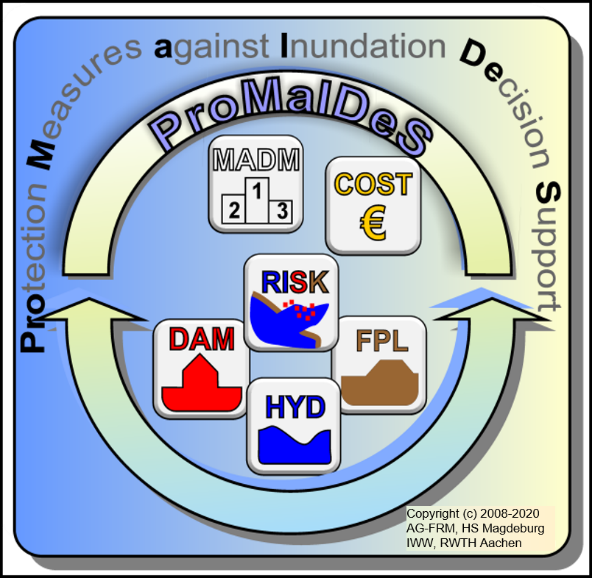 Protection Measures against Inundation Decision Support
ProMaIDeS
MADM
1
2 3
COST
€
RISK
DAM
FPL
HYD
Copyright (c) 2008-2020
AG-FRM, HS Magdeburg
IWW, RWTH Aachen